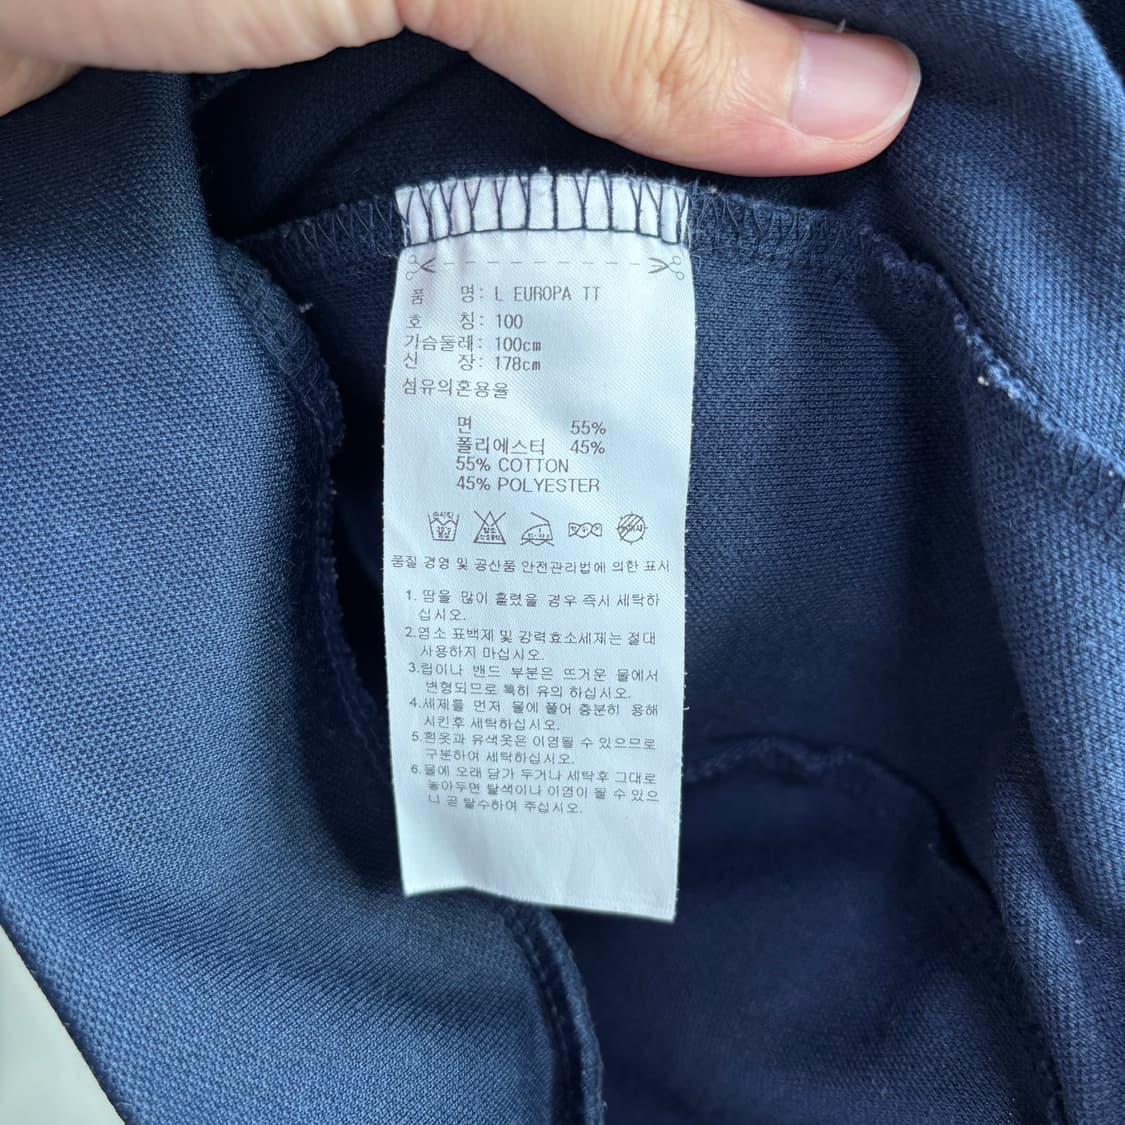 품 명: L EUROPA TT
호 칭: 100
가슴둘레: 100cm
신 장: 178cm
섬유의혼용율
면 55%
폴리에스터 45%
55% COTTON
45% POLYESTER
품질 경영 및 공산품 안전관리법에 의한 표시
1. 땀을 많이 흘렸을 경우 즉시 세탁하
십시오.
2.염소 표백제 및 강력효소세제는 절대
사용하지 마십시오.
3.립이나 밴드 부분은 뜨거운 물에서
변형되므로 특히 유의 하십시오.
4.세제를 먼저 물에 풀어 충분히 용해
시킨후 세탁하십시오.
5.흰옷과 유색옷은 이염될 수 있으므로
구분하여 세탁하십시오.
6.물에 오래 담가 두거나 세탁후 그대로
놓아두면 탈색이나 이염이 될 수 있으
니 곧 탈수하여 주십시오.